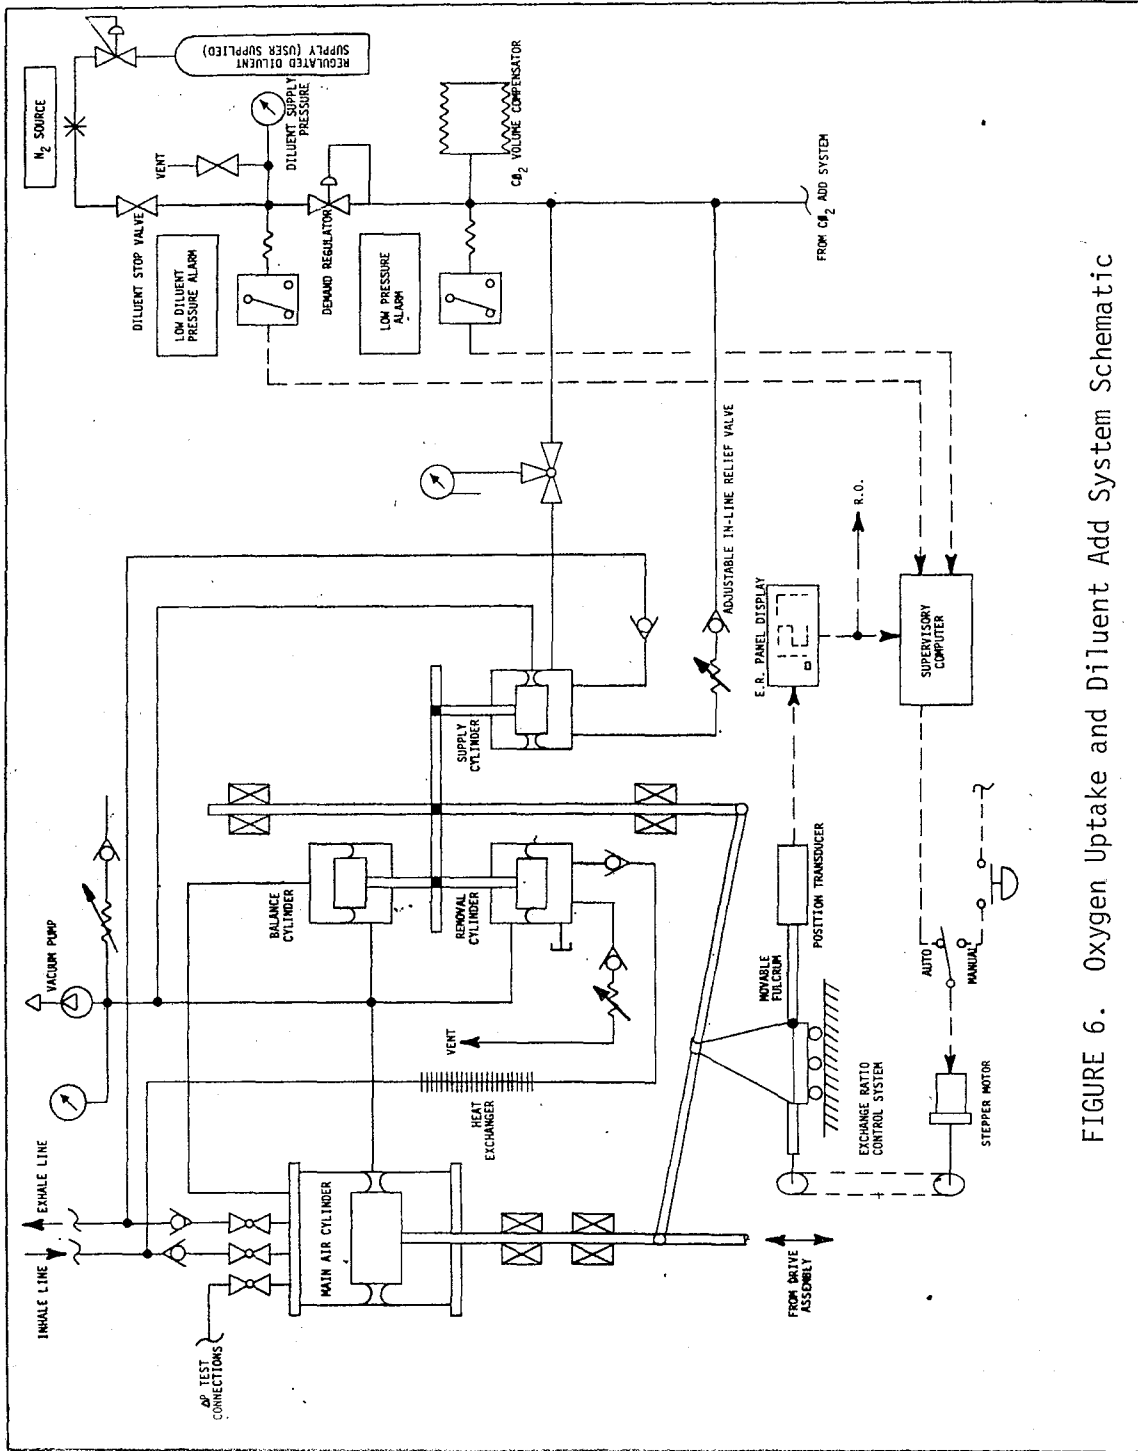 N2 SOURCE
REGULATED DILUENT
SUPPLY (USER SUPPLIED)
VENT
DILUENT SUPPLY
PRESSURE
DILUENT STOP VALVE
LOW DILUENT
PRESSURE ALARM
DEMAND REGULATOR
LOW PRESSURE
ALARM
CØ2 VOLUME COMPENSATOR
FROM CØ2 ADD SYSTEM
ADJUSTABLE IN-LINE RELIEF VALVE
VACUUM PUMP
BALANCE
CYLINDER
REMOVAL
CYLINDER
SUPPLY
CYLINDER
VENT
HEAT
EXCHANGER
INHALE LINE
EXHALE LINE
ΔP TEST
CONNECTIONS
MAIN AIR CYLINDER
FROM DRIVE
ASSEMBLY
EXCHANGE RATIO
CONTROL SYSTEM
MOVABLE
FULCRUM
POSITION TRANSDUCER
E.R. PANEL DISPLAY
R.O.
SUPERVISORY
COMPUTER
AUTO
MANUAL
STEPPER MOTOR
FIGURE 6. Oxygen Uptake and Diluent Add System Schematic